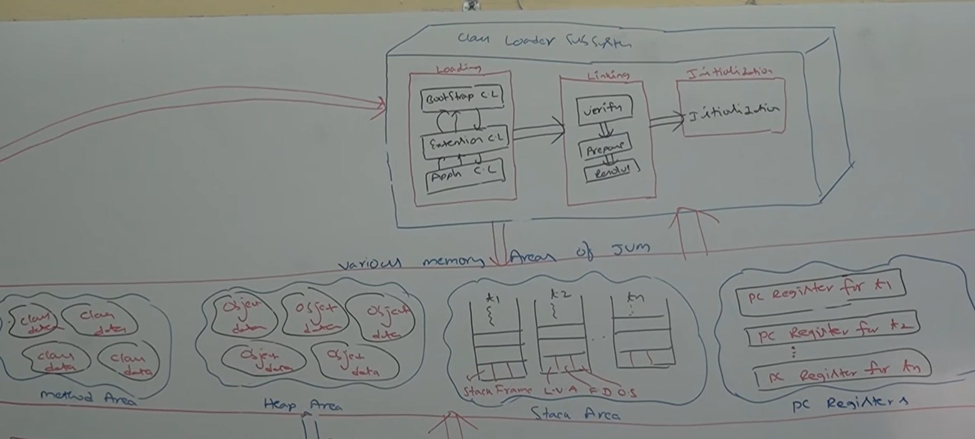 Class Loader Subsystem
Loading
Linking
Initialization
BootStrap C.L
Extention C.L
Appln C.L
Verify
Prepare
Resolve
Initialization
Various memory Areas of JVM
Class data
Class data
Class data
Class data
Method Area
Object data
Object data
Object data
Object data
Object data
Heap Area
t1
t2
tn
Stack Frame
L.V.A
F.D
O.S
Stack Area
PC Register for t1
PC Register for t2
PC Register for tn
PC Registers